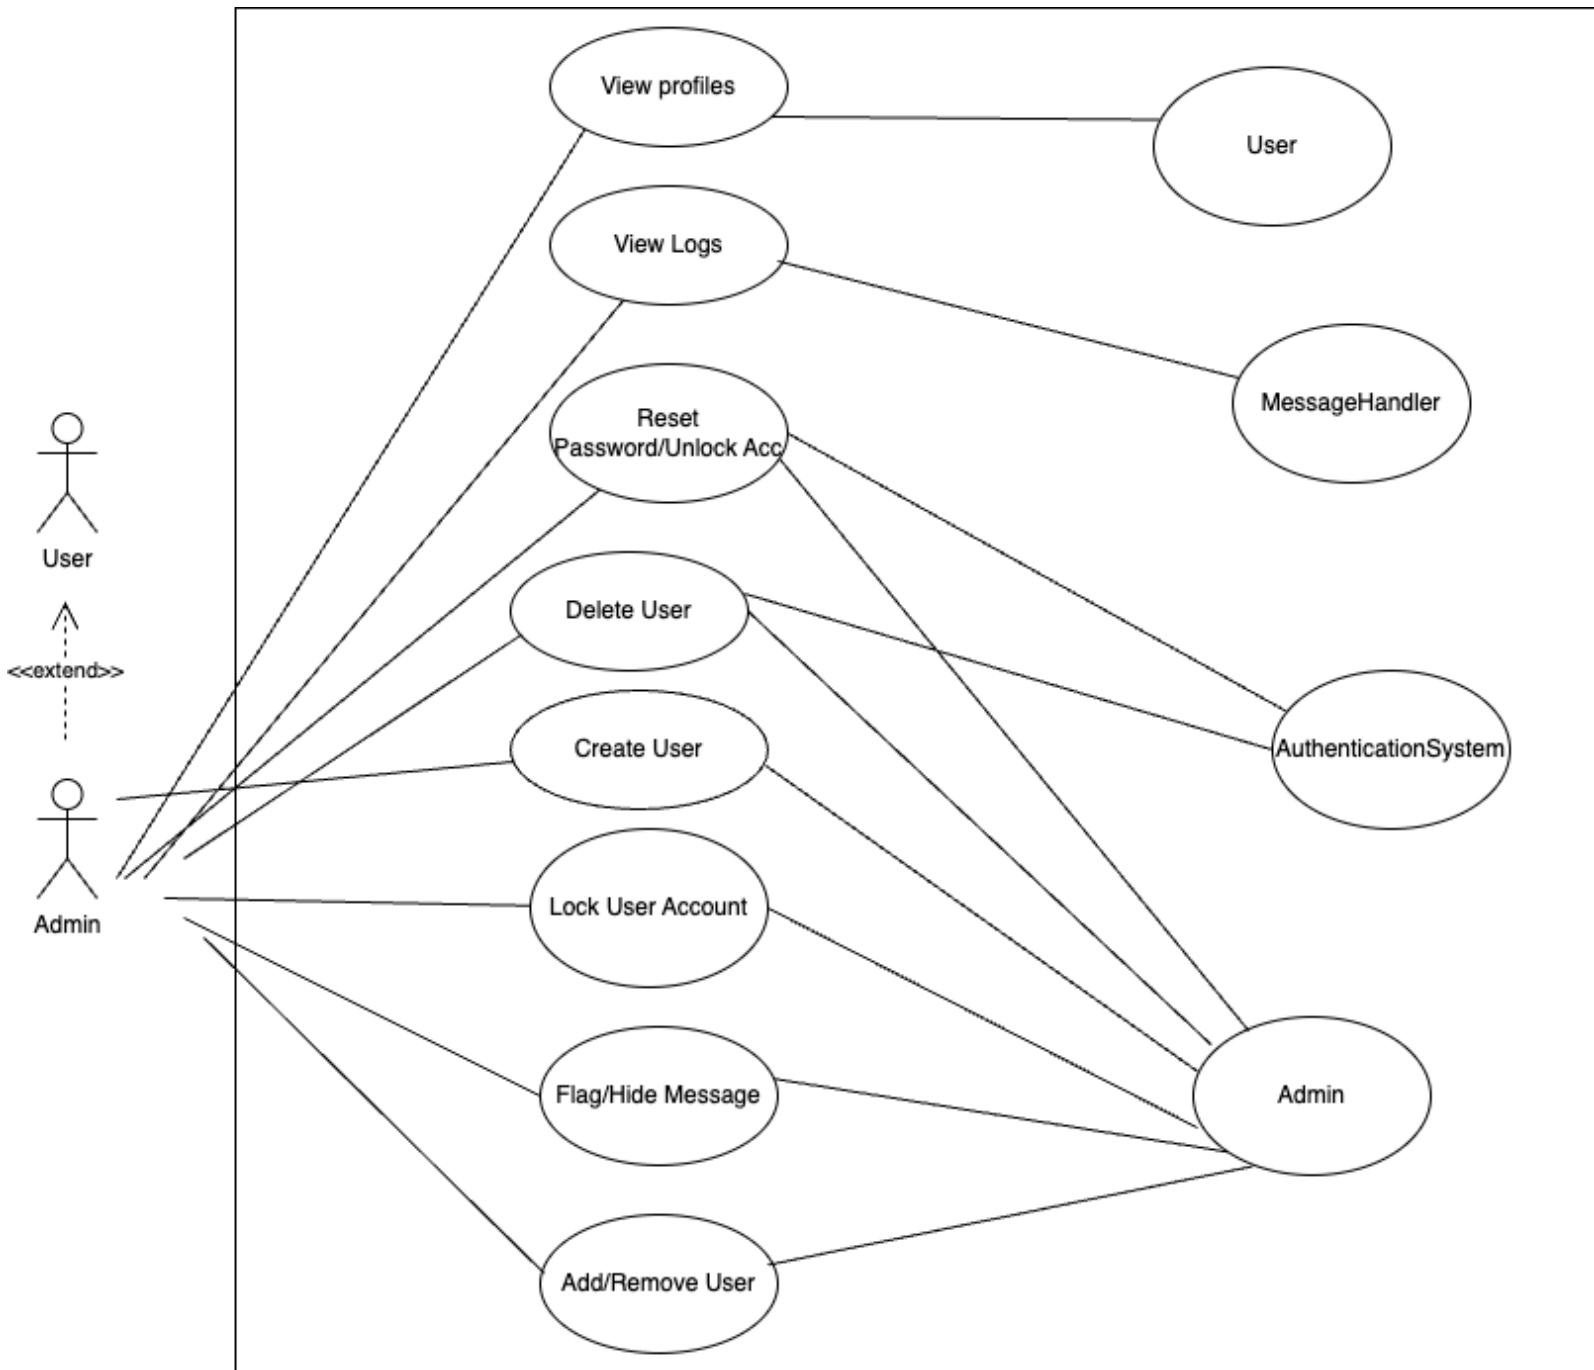 View profiles
User
View Logs
MessageHandler
Reset
Password/Unlock Acc
User
Delete User
<<extend>>
Create User
AuthenticationSystem
Lock User Account
Admin
Flag/Hide Message
Admin
Add/Remove User